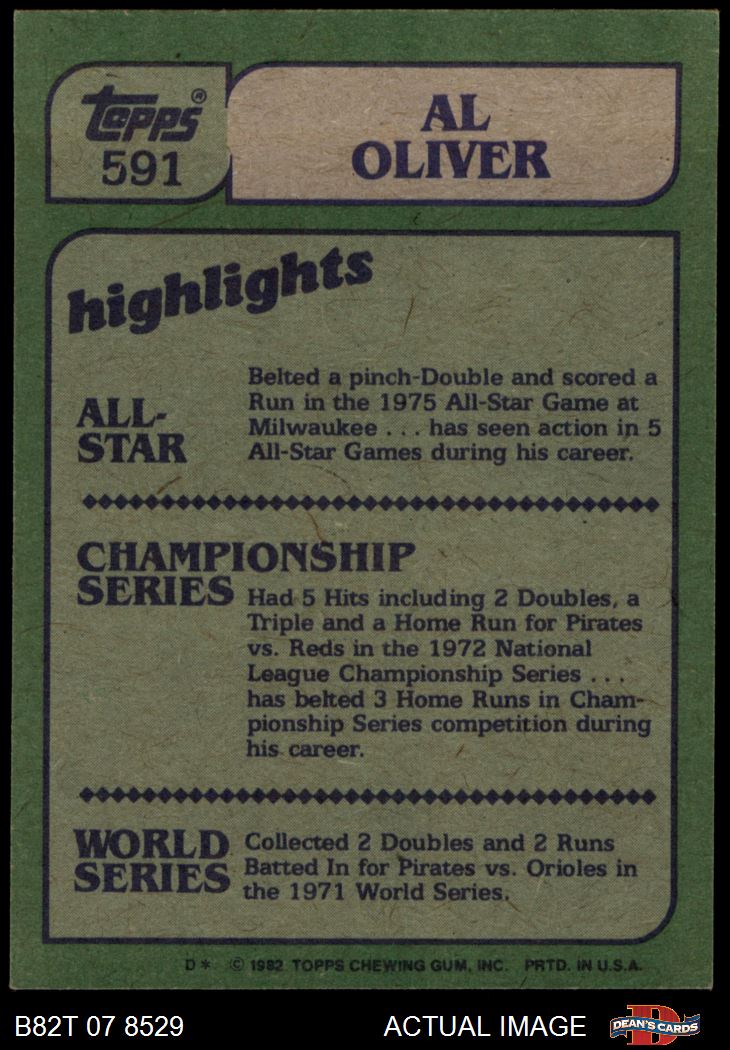 topps®
591
AL
OLIVER
highlights
ALL-
STAR
Belted a pinch-Double and scored a
Run in the 1975 All-Star Game at
Milwaukee . . . has seen action in 5
All-Star Games during his career.
CHAMPIONSHIP
SERIES
Had 5 Hits including 2 Doubles, a
Triple and a Home Run for Pirates
vs. Reds in the 1972 National
League Championship Series . . .
has belted 3 Home Runs in Cham-
pionship Series competition during
his career.
WORLD
SERIES
Collected 2 Doubles and 2 Runs
Batted In for Pirates vs. Orioles in
the 1971 World Series.
D* © 1982 TOPPS CHEWING GUM, INC. PRTD. IN U.S.A.
B82T 07 8529
ACTUAL IMAGE
D
DEAN'S CARDS